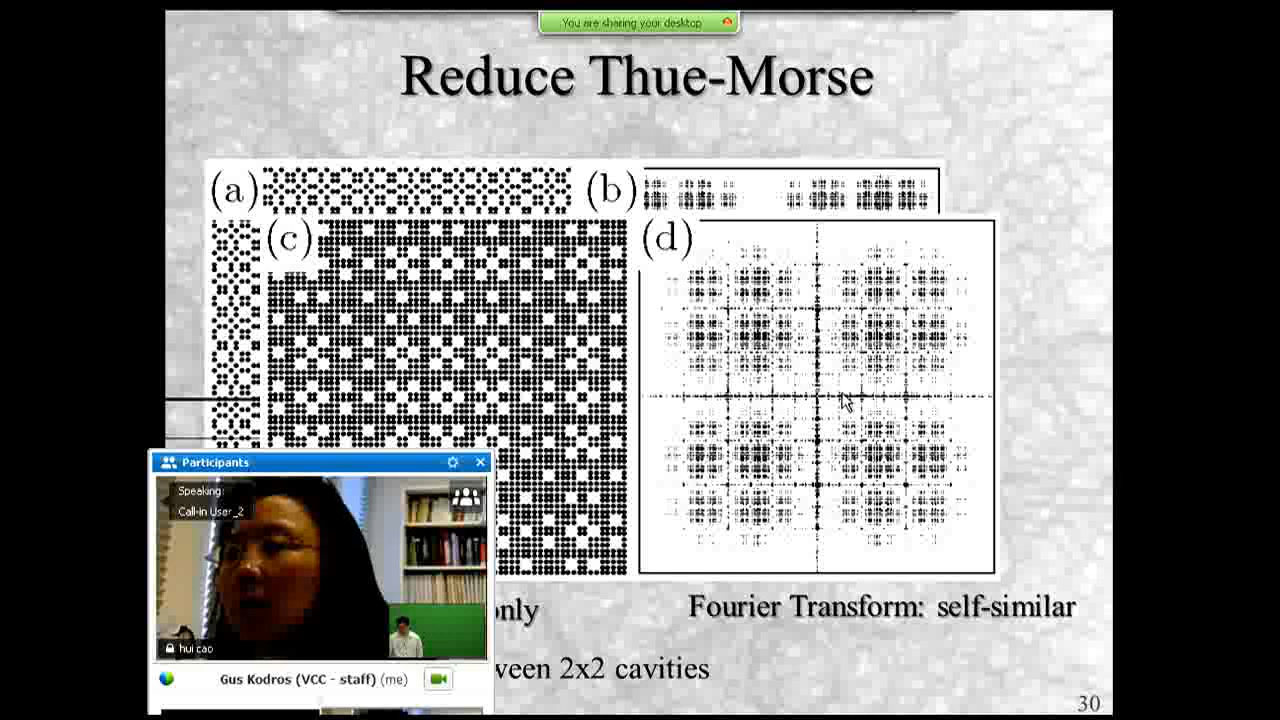 You are sharing your desktop
Reduce Thue-Morse
(a)
(b)
(c)
(d)
Participants
Speaking:
Call-in User_2
hui cao
Gus Kodros (VCC - staff) (me)
only
Fourier Transform: self-similar
2x2 cavities
30